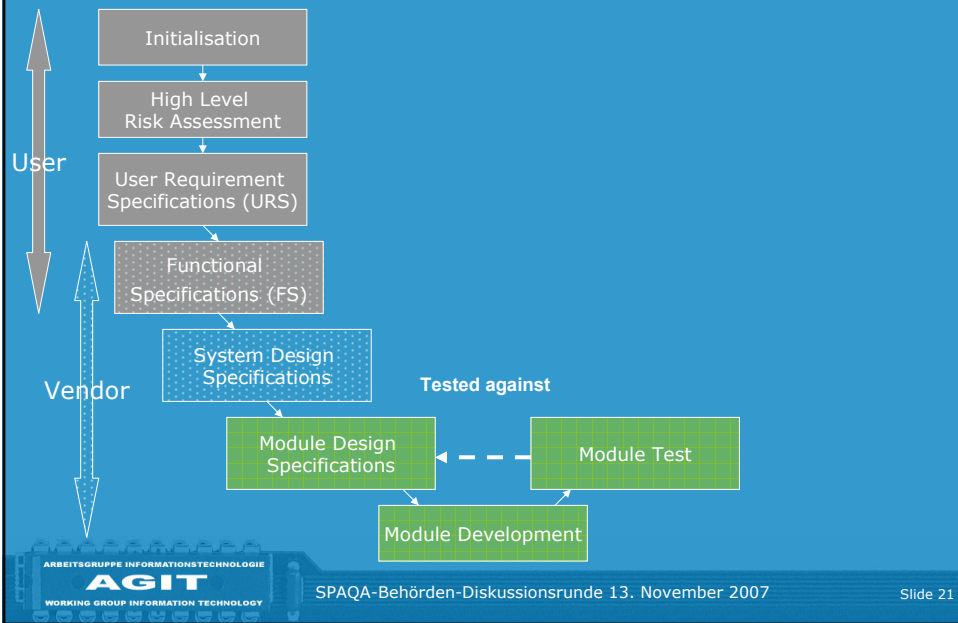 Initialisation
High Level
Risk Assessment
User
User Requirement
Specifications (URS)
Functional
Specifications (FS)
System Design
Specifications
Vendor
Tested against
Module Design
Specifications
Module Test
Module Development
ARBEITSGRUPPE INFORMATIONSTECHNOLOGIE
AGIT
WORKING GROUP INFORMATION TECHNOLOGY
SPAQA-Behörden-Diskussionsrunde 13. November 2007
Slide 21